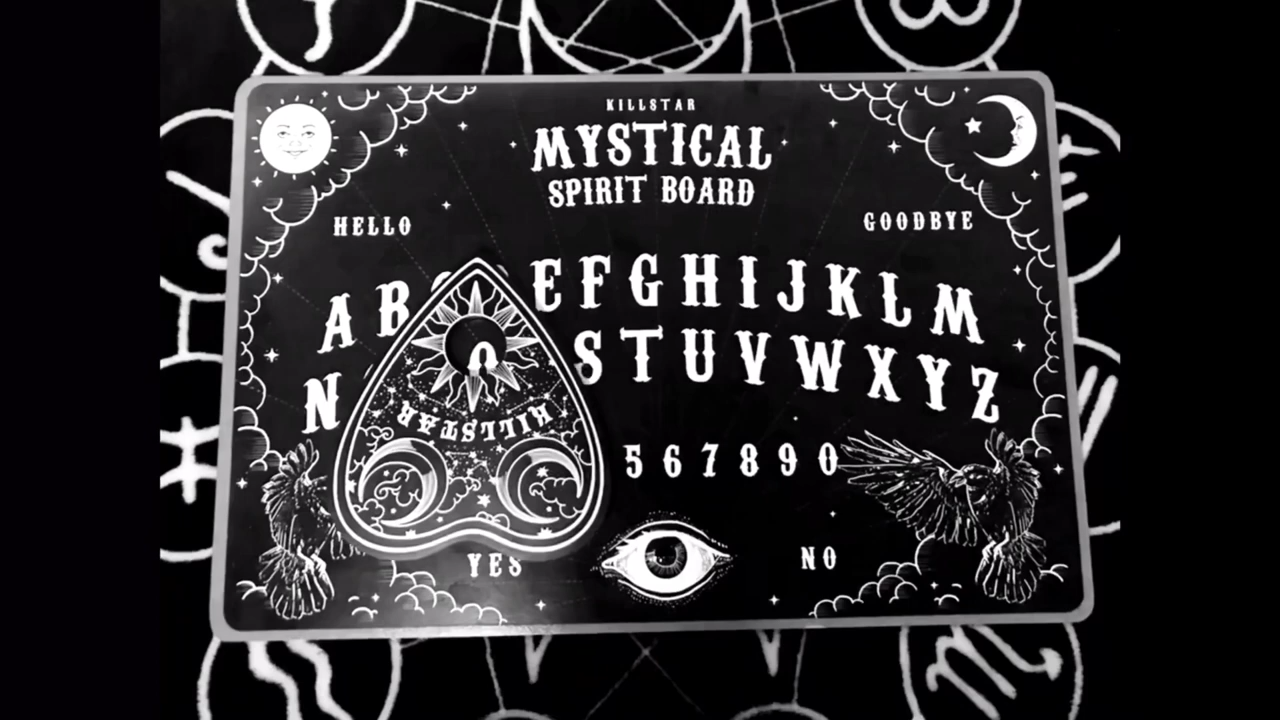 KILLSTAR
MYSTICAL
SPIRIT BOARD
HELLO GOODBYE
A B E F G H I J K L M
N S T U V W X Y Z
KILLSTAR
5 6 7 8 9 0
YES NO